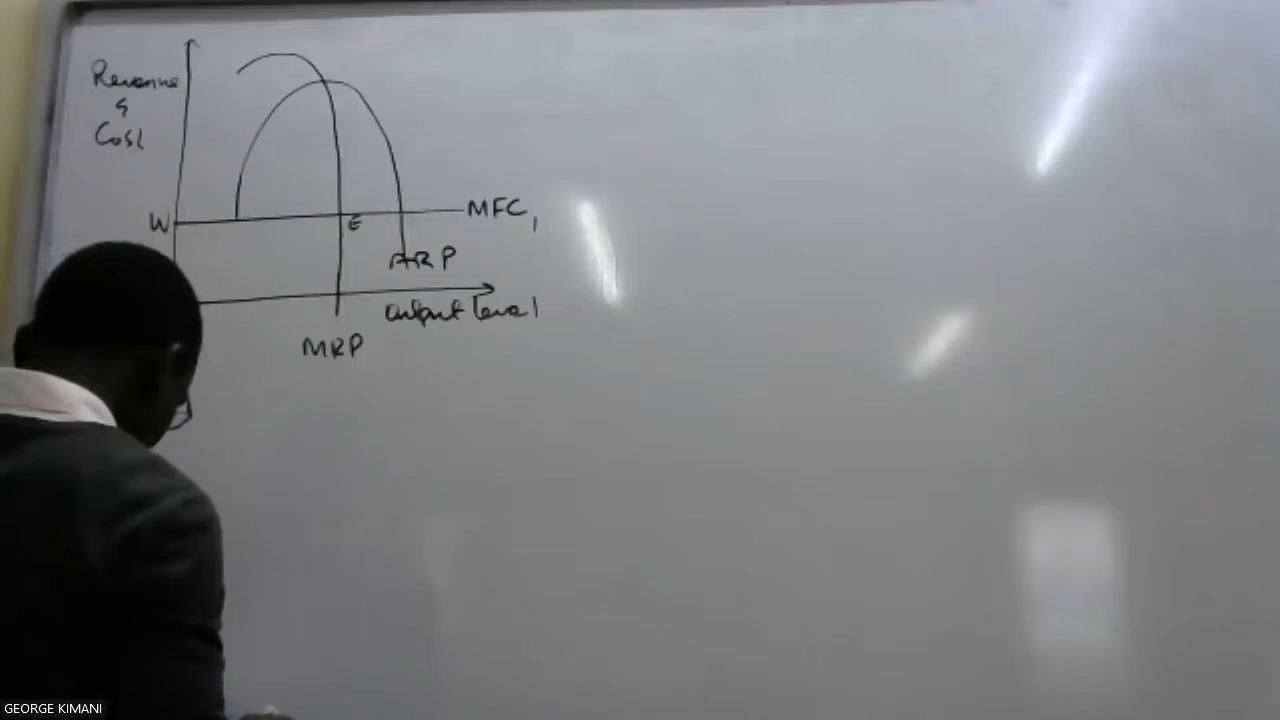 Revenue
&
Cost
W
E
MFC,
ARP
output level
MRP
GEORGE KIMANI